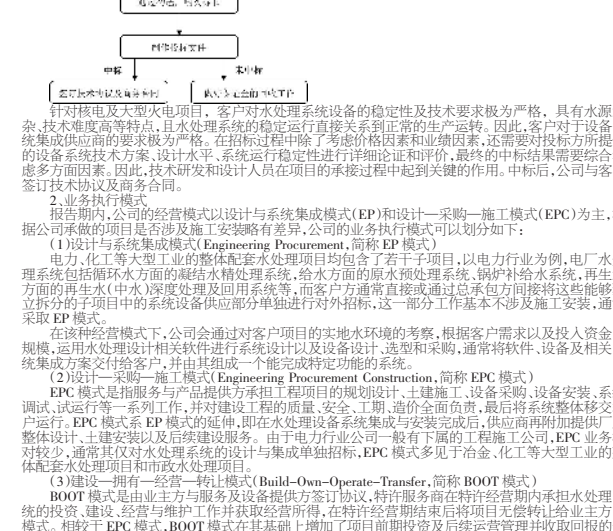 制作投标文件
中标
未中标
签订技术协议及商务合同
针对核电及大型火电项目，客户对水处理系统设备的稳定性及技术要求极为严格，具有水源
杂、技术难度高等特点，且水处理系统的稳定运行直接关系到正常的生产运转。因此，客户对于设备
统集成供应商的要求极为严格。在招标过程中除了考虑价格因素和业绩因素，还需要对投标方所提
的设备系统技术方案、设计水平、系统运行稳定性进行详细论证和评价，最终的中标结果需要综合
虑多方面因素。因此，技术研发和设计人员在项目的承接过程中起到关键的作用。中标后，公司与客
签订技术协议及商务合同。
2、业务执行模式
报告期内，公司的经营模式以设计与系统集成模式（EP）和设计—采购—施工模式（EPC）为主，
据公司承做的项目是否涉及施工安装略有差异，公司的业务执行模式可以划分如下：
（1）设计与系统集成模式（Engineering Procurement，简称 EP 模式）
电力、化工等大型工业的整体配套水处理项目均包含了若干子项目，以电力行业为例，电厂水
理系统包括循环水方面的凝结水精处理系统，给水方面的原水预处理系统、锅炉补给水系统，再生
方面的再生水（中水）深度处理及回用系统等，而客户方通常直接或通过总承包方间接将这些能够
立拆分的子项目中的系统设备供应部分单独进行对外招标，这一部分工作基本不涉及施工安装，通
采取 EP 模式。
在该种经营模式下，公司会通过对客户项目的实地水环境的考察，根据客户需求以及投入资金
规模，运用水处理设计相关软件进行系统设计以及设备设计、选型和采购，通常将软件、设备及相关
统集成方案交付给客户，并由其组成一个能完成特定功能的系统。
（2）设计—采购—施工模式（Engineering Procurement Construction，简称 EPC 模式）
EPC 模式是指服务与产品提供方承担工程项目的规划设计、土建施工、设备采购、设备安装、系
调试、试运行等一系列工作，并对建设工程的质量、安全、工期、造价全面负责，最后将系统整体移交
户运行。EPC 模式系 EP 模式的延伸，即在水处理设备系统集成与安装完成后，供应商再附加提供厂
整体设计、土建安装以及后续建设服务。由于电力行业公司一般有下属的工程施工公司，EPC 业务
对较少，通常其仅对水处理系统的设计与集成单独招标，EPC 模式多见于冶金、化工等大型工业的
体配套水处理项目和市政水处理项目。
（3）建设—拥有—经营—转让模式（Build-Own-Operate-Transfer，简称 BOOT 模式）
BOOT 模式是由业主方与服务及设备提供方签订协议，特许服务商在特许经营期内承担水处理
统的投资、建设、经营与维护工作并获取经营所得，在特许经营期结束后将项目无偿转让给业主方
模式。相较于 EPC 模式，BOOT 模式在其基础上增加了项目前期投资及后续运营管理并收取回报的